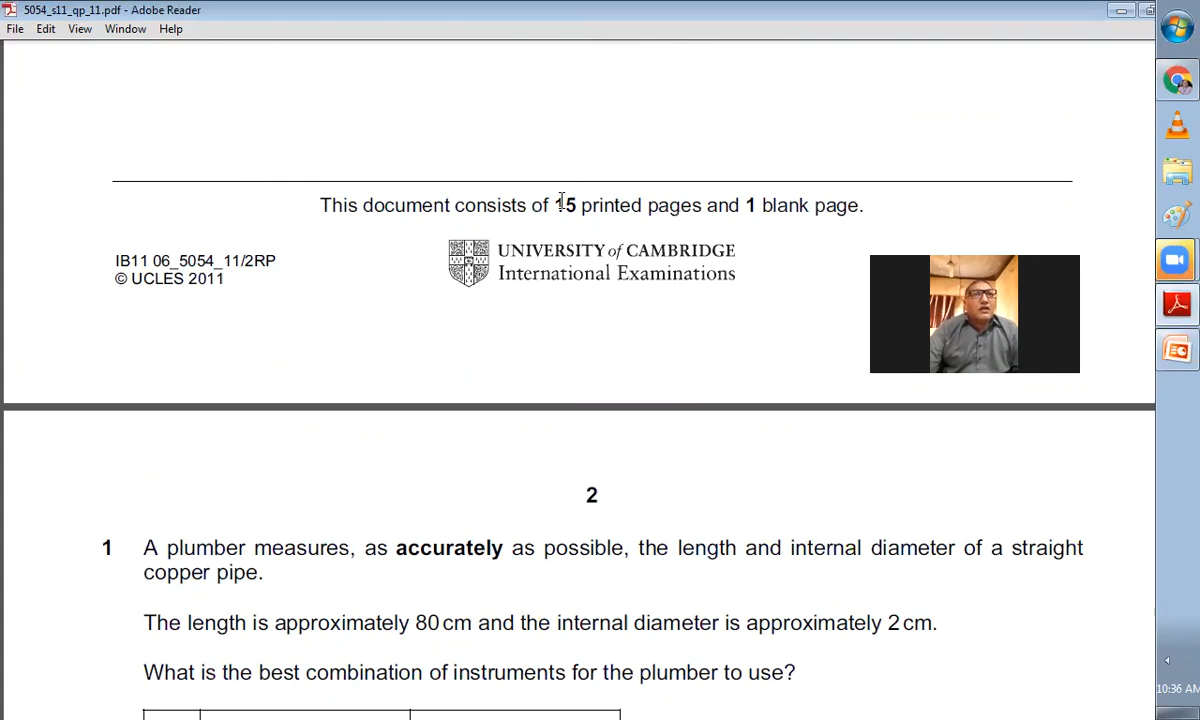 5054_s11_qp_11.pdf - Adobe Reader
File Edit View Window Help
This document consists of 15 printed pages and 1 blank page.
IB11 06_5054_11/2RP
© UCLES 2011
UNIVERSITY of CAMBRIDGE
International Examinations
2
1 A plumber measures, as accurately as possible, the length and internal diameter of a straight
copper pipe.
The length is approximately 80 cm and the internal diameter is approximately 2 cm.
What is the best combination of instruments for the plumber to use?
10:36 AM